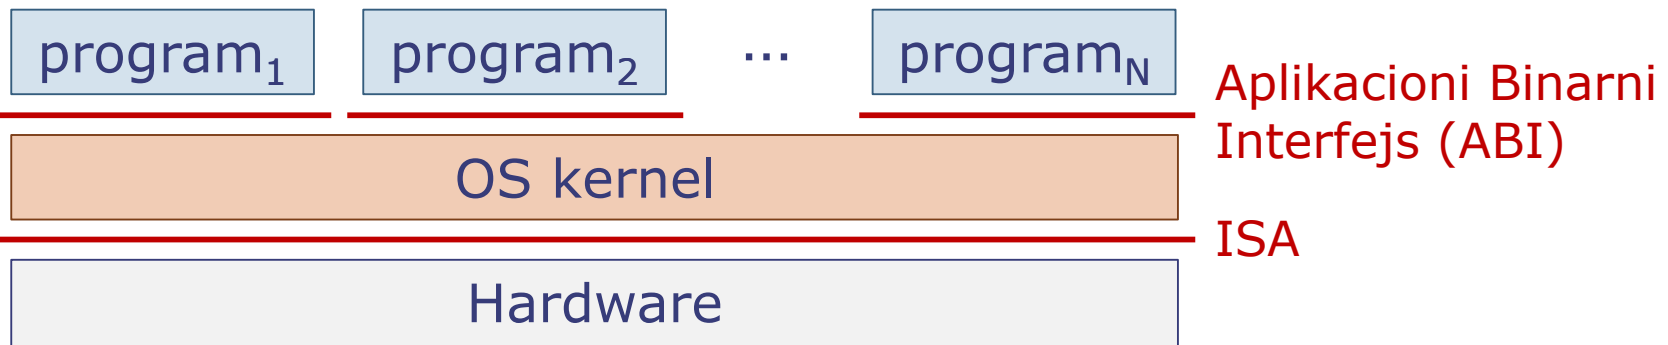 program₁ program₂ ... programₙ
Aplikacioni Binarni
Interfejs (ABI)
OS kernel
ISA
Hardware